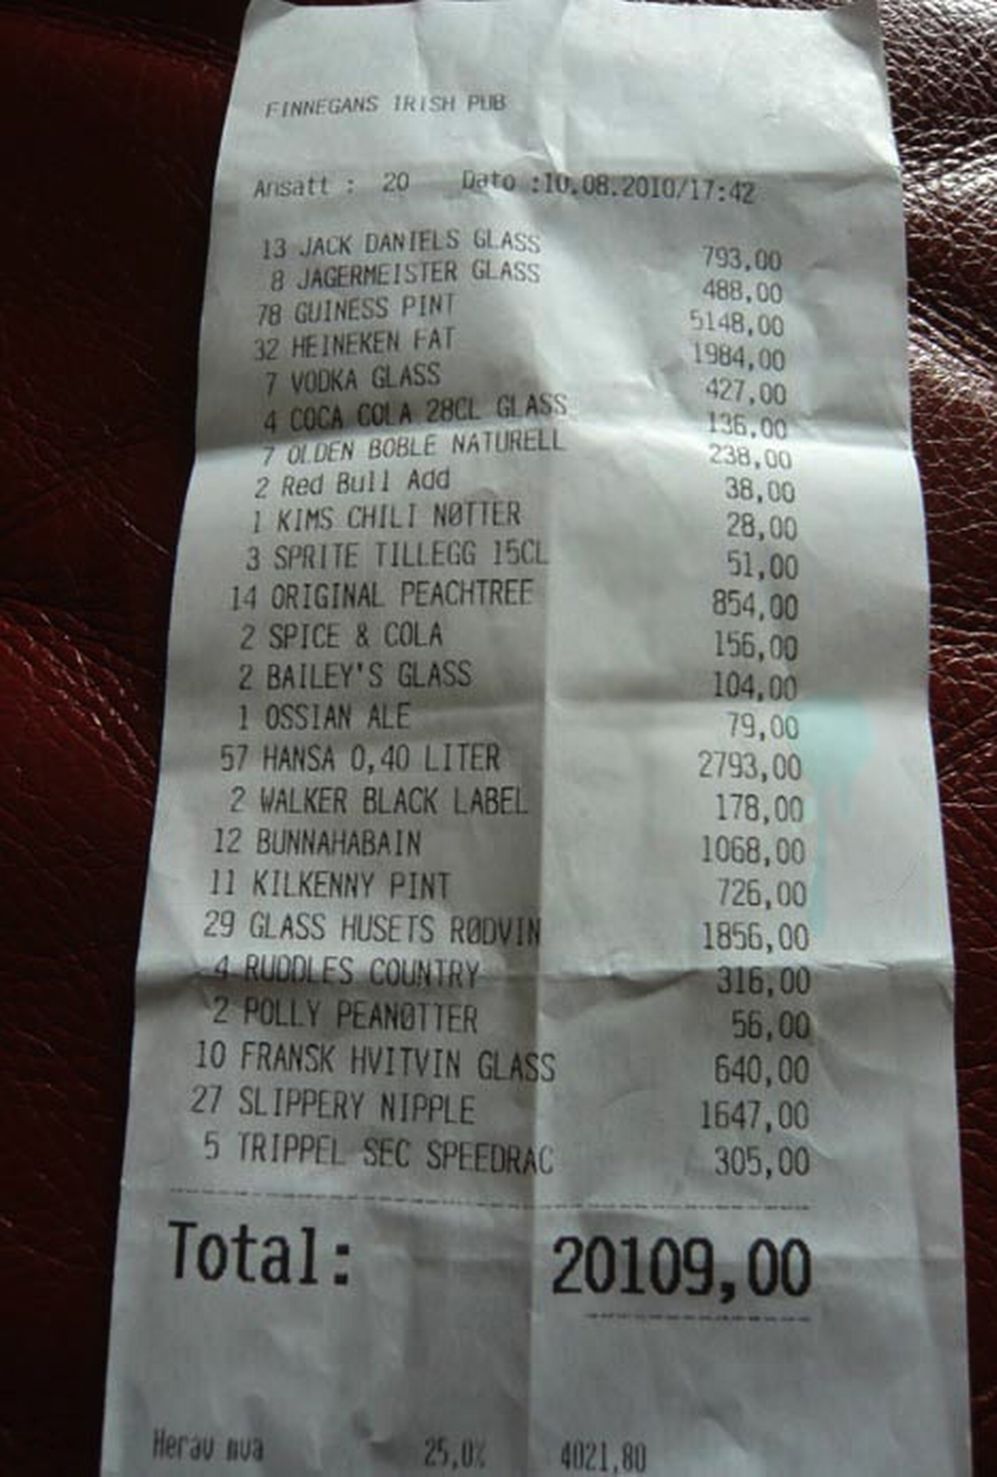 FINNEGANS IRISH PUB
Ansatt : 20 Dato :10.08.2010/17:42
13 JACK DANIELS GLASS 793,00
8 JAGERMEISTER GLASS 488,00
78 GUINESS PINT 5148,00
32 HEINEKEN FAT 1984,00
7 VODKA GLASS 427,00
4 COCA COLA 28CL GLASS 136,00
7 OLDEN BOBLE NATURELL 238,00
2 Red Bull Add 38,00
1 KIMS CHILI NØTTER 28,00
3 SPRITE TILLEGG 15CL 51,00
14 ORIGINAL PEACHTREE 854,00
2 SPICE & COLA 156,00
2 BAILEY'S GLASS 104,00
1 OSSIAN ALE 79,00
57 HANSA 0,40 LITER 2793,00
2 WALKER BLACK LABEL 178,00
12 BUNNAHABAIN 1068,00
11 KILKENNY PINT 726,00
29 GLASS HUSETS RØDVIN 1856,00
4 RUDDLES COUNTRY 316,00
2 POLLY PEANØTTER 56,00
10 FRANSK HVITVIN GLASS 640,00
27 SLIPPERY NIPPLE 1647,00
5 TRIPPEL SEC SPEEDRAC 305,00
Total: 20109,00
Herav mva 25,0% 4021,80